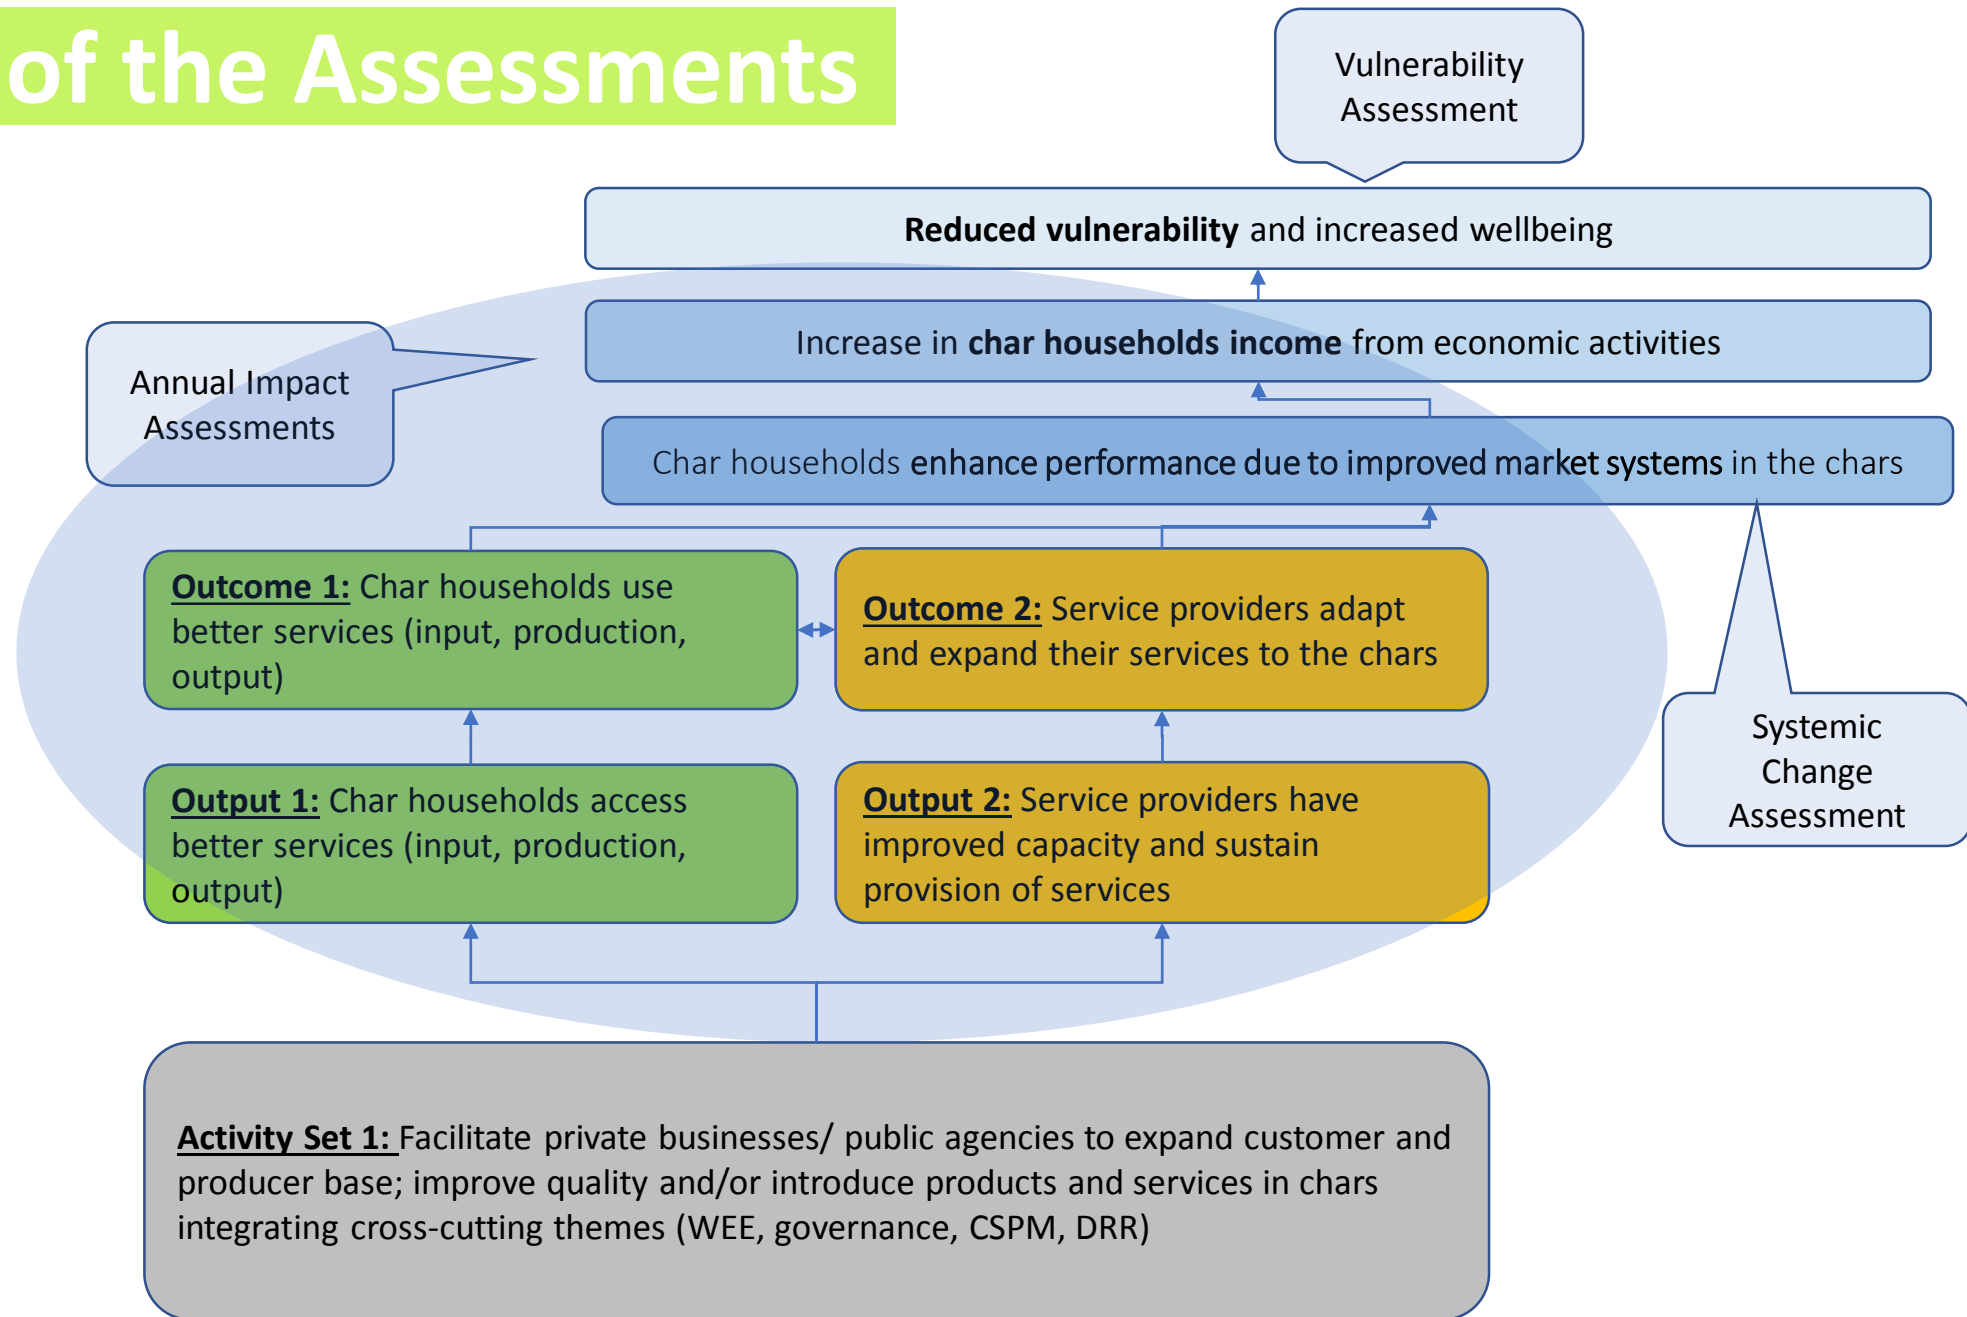 of the Assessments
Vulnerability
Assessment
Reduced vulnerability and increased wellbeing
Increase in char households income from economic activities
Annual Impact
Assessments
Char households enhance performance due to improved market systems in the chars
Outcome 1: Char households use
better services (input, production,
output)
Outcome 2: Service providers adapt
and expand their services to the chars
Systemic
Change
Assessment
Output 1: Char households access
better services (input, production,
output)
Output 2: Service providers have
improved capacity and sustain
provision of services
Activity Set 1: Facilitate private businesses/ public agencies to expand customer and
producer base; improve quality and/or introduce products and services in chars
integrating cross-cutting themes (WEE, governance, CSPM, DRR)